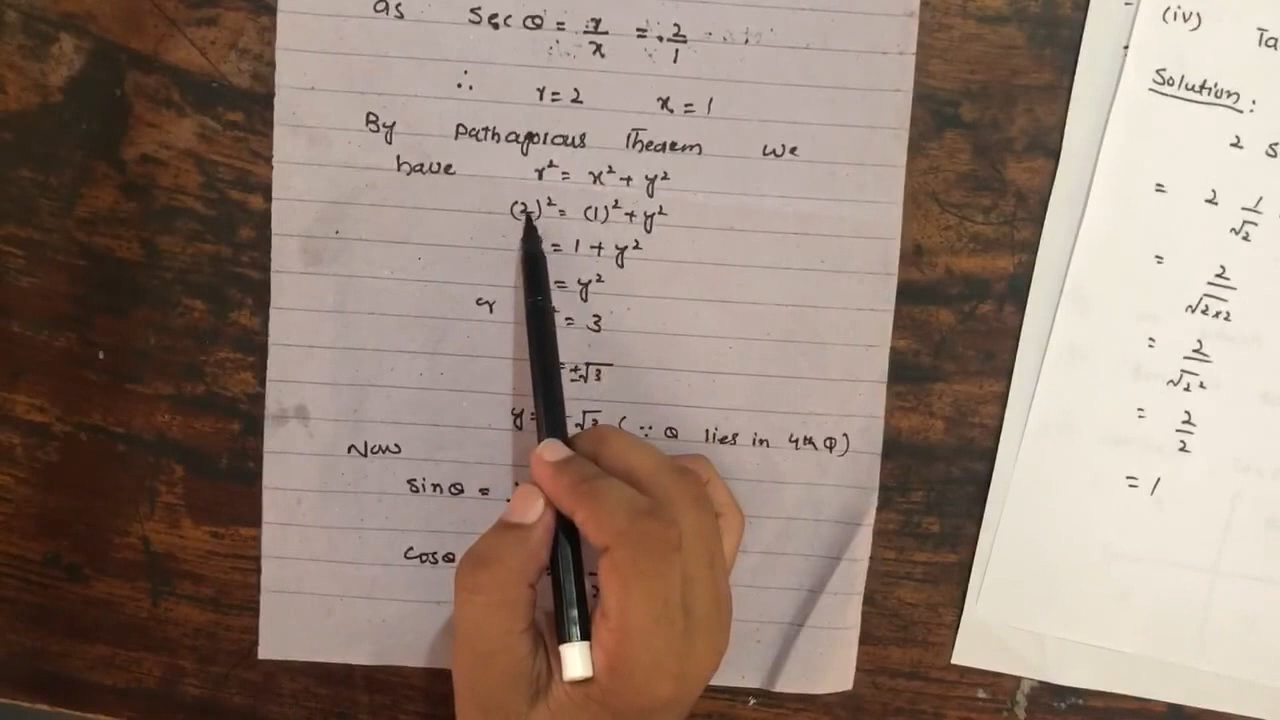 as Sec θ = r/x = 2/1
∴ r = 2 x = 1
By Pathagorous Thearem we
have r² = x² + y²
(2)² = (1)² + y²
= 1 + y²
= y²
or = 3
= ±√3
y = √3 (∵ θ lies in 4th Q)
Now
sinθ =
cosθ =
(iv) Ta
Solution:
2 S
= 2 1/√2
= 2/√2×2
= 2/√2²
= 2/2
= 1